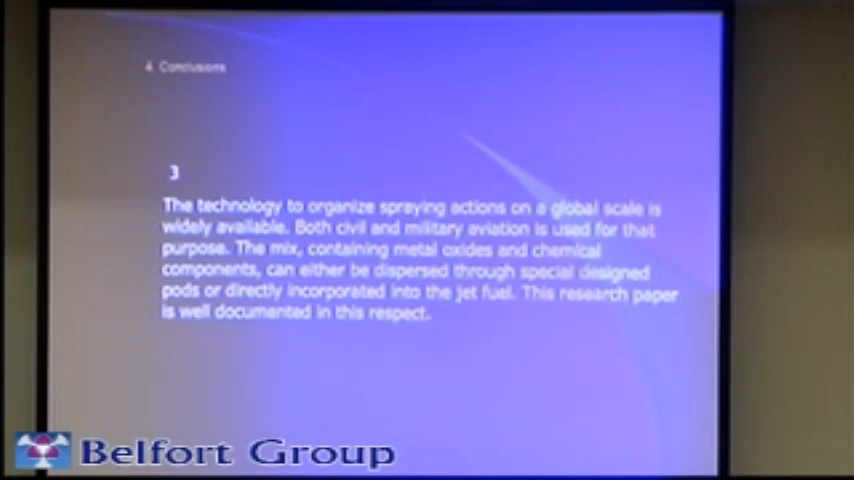 4. Conclusions
3
The technology to organize spraying actions on a global scale is
widely available. Both civil and military aviation is used for that
purpose. The mix, containing metal oxides and chemical
components, can either be dispersed through special designed
pods or directly incorporated into the jet fuel. This research paper
is well documented in this respect.
Belfort Group